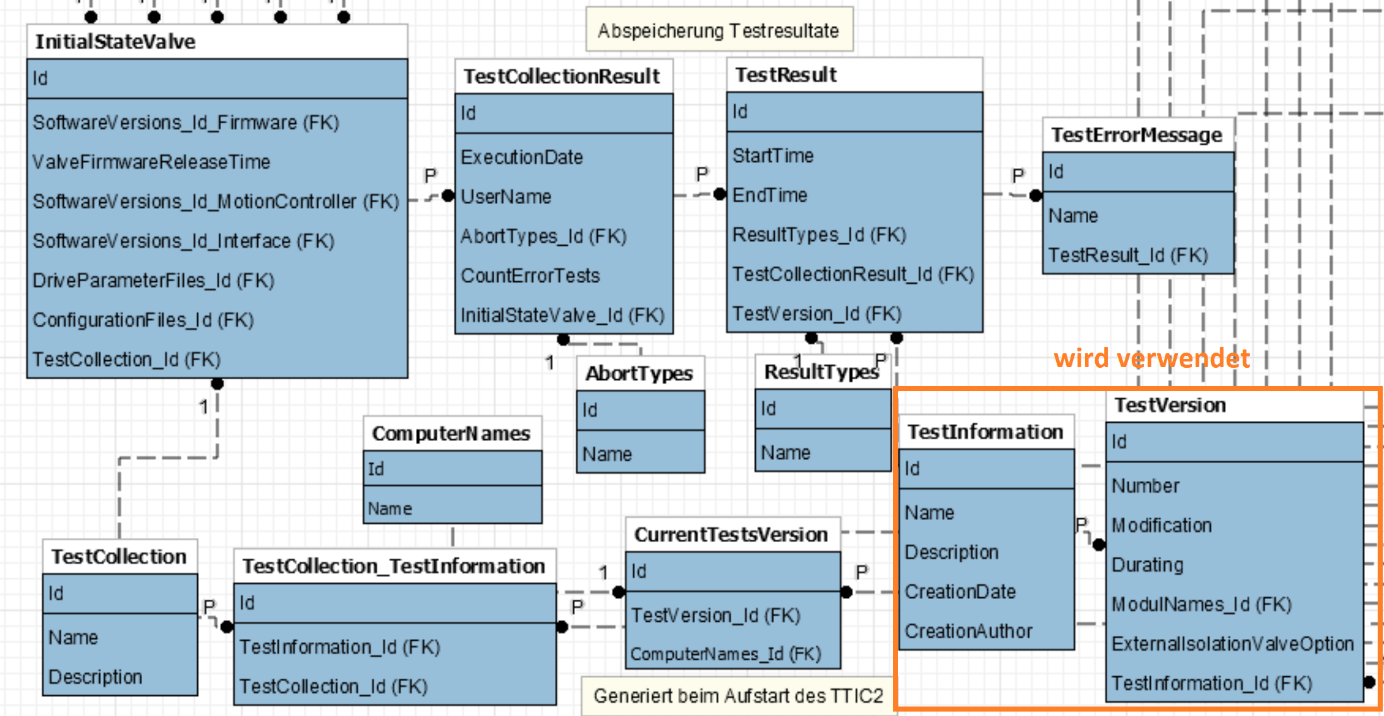 Abspeicherung Testresultate
InitialStateValve
Id
SoftwareVersions_Id_Firmware (FK)
ValveFirmwareReleaseTime
SoftwareVersions_Id_MotionController (FK)
SoftwareVersions_Id_Interface (FK)
DriveParameterFiles_Id (FK)
ConfigurationFiles_Id (FK)
TestCollection_Id (FK)
1
P
TestCollectionResult
Id
ExecutionDate
UserName
AbortTypes_Id (FK)
CountErrorTests
InitialStateValve_Id (FK)
1
P
TestResult
Id
StartTime
EndTime
ResultTypes_Id (FK)
TestCollectionResult_Id (FK)
TestVersion_Id (FK)
1
P
P
TestErrorMessage
Id
Name
TestResult_Id (FK)
AbortTypes
Id
Name
ResultTypes
Id
Name
wird verwendet
ComputerNames
Id
Name
TestInformation
Id
Name
Description
CreationDate
CreationAuthor
P
TestVersion
Id
Number
Modification
Durating
ModulNames_Id (FK)
ExternalIsolationValveOption
TestInformation_Id (FK)
TestCollection
Id
Name
Description
P
TestCollection_TestInformation
Id
TestInformation_Id (FK)
TestCollection_Id (FK)
1
P
CurrentTestsVersion
Id
TestVersion_Id (FK)
ComputerNames_Id (FK)
P
Generiert beim Aufstart des TTIC2